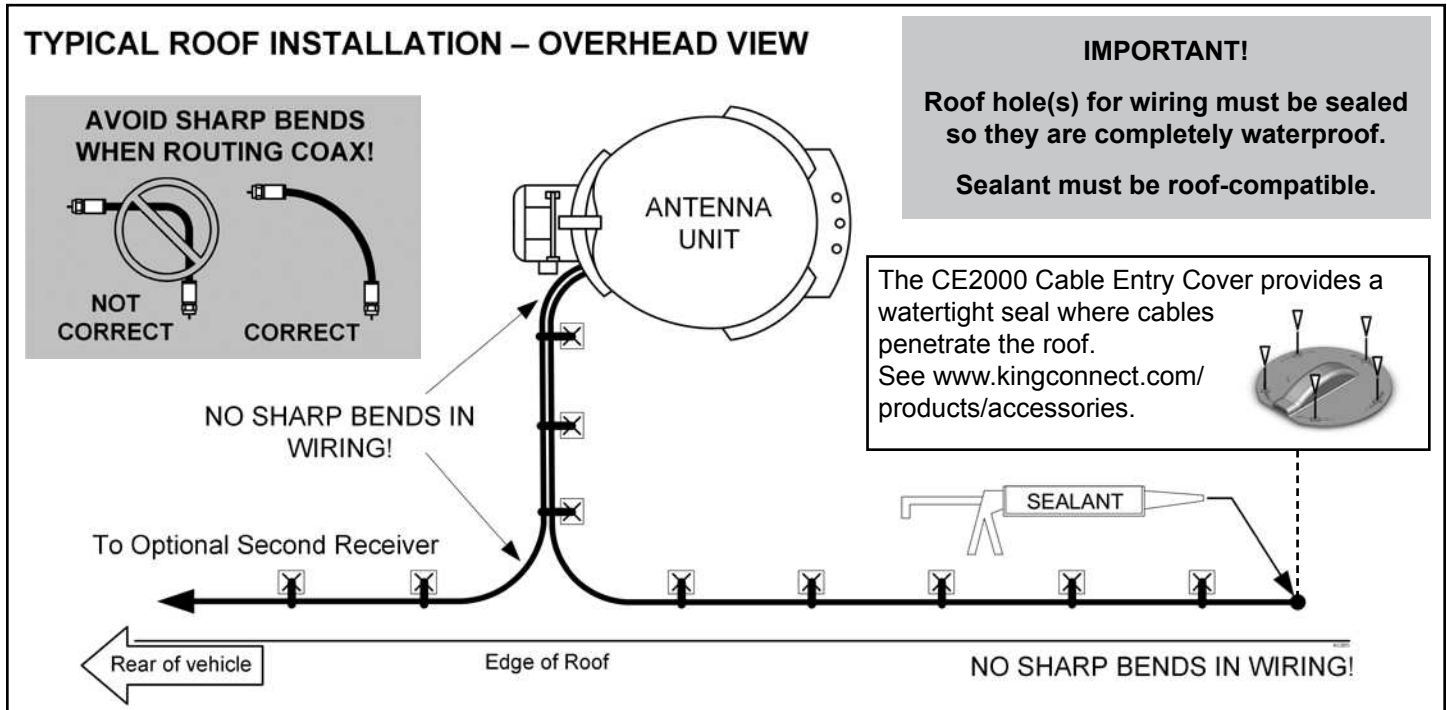 TYPICAL ROOF INSTALLATION – OVERHEAD VIEW
IMPORTANT!
Roof hole(s) for wiring must be sealed
so they are completely waterproof.
Sealant must be roof-compatible.
AVOID SHARP BENDS
WHEN ROUTING COAX!
NOT
CORRECT
CORRECT
ANTENNA
UNIT
The CE2000 Cable Entry Cover provides a
watertight seal where cables
penetrate the roof.
See www.kingconnect.com/
products/accessories.
NO SHARP BENDS IN
WIRING!
SEALANT
To Optional Second Receiver
Rear of vehicle
Edge of Roof
NO SHARP BENDS IN WIRING!